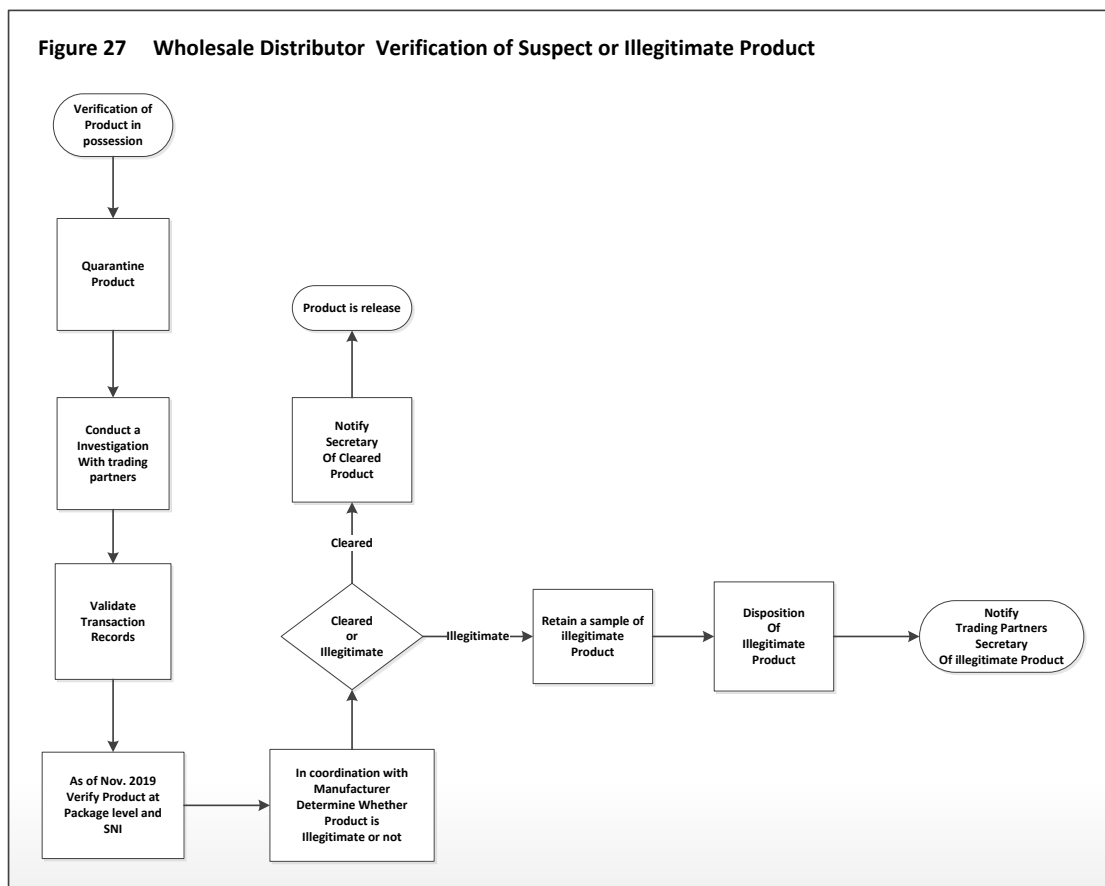 Figure 27 Wholesale Distributor Verification of Suspect or Illegitimate Product
Verification of
Product in
possession
Quarantine
Product
Conduct a
Investigation
With trading
partners
Validate
Transaction
Records
As of Nov. 2019
Verify Product at
Package level and
SNI
In coordination with
Manufacturer
Determine Whether
Product is
Illegitimate or not
Cleared
or
Illegitimate
Cleared
Notify
Secretary
Of Cleared
Product
Product is release
Illegitimate
Retain a sample of
illegitimate
Product
Disposition
Of
Illegitimate
Product
Notify
Trading Partners
Secretary
Of illegitimate Product